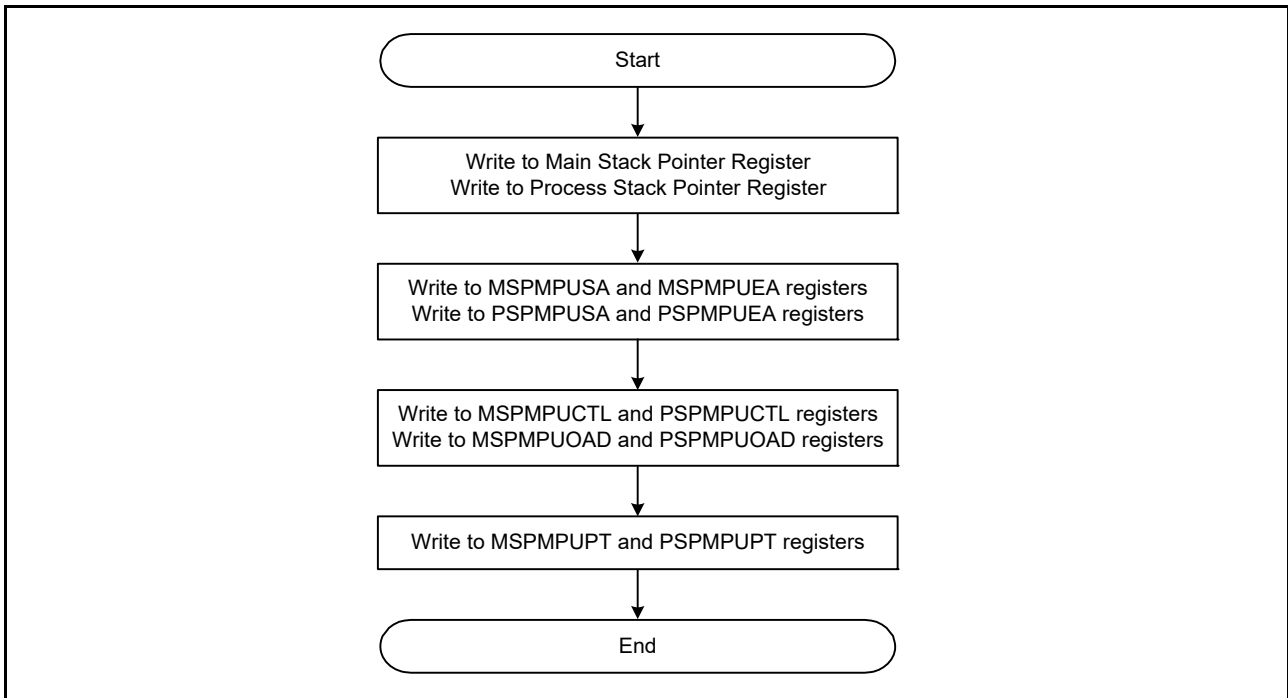 Start
Write to Main Stack Pointer Register
Write to Process Stack Pointer Register
Write to MSPMPUSA and MSPMPUEA registers
Write to PSPMPUSA and PSPMPUEA registers
Write to MSPMPUCTL and PSPMPUCTL registers
Write to MSPMPUOAD and PSPMPUOAD registers
Write to MSPMPUPT and PSPMPUPT registers
End